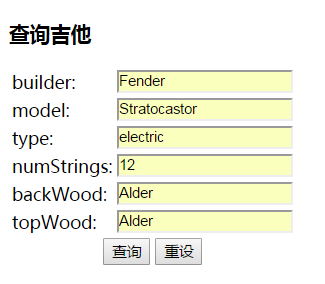 查询吉他
builder: Fender
model: Stratocastor
type: electric
numStrings: 12
backWood: Alder
topWood: Alder
查询 重设